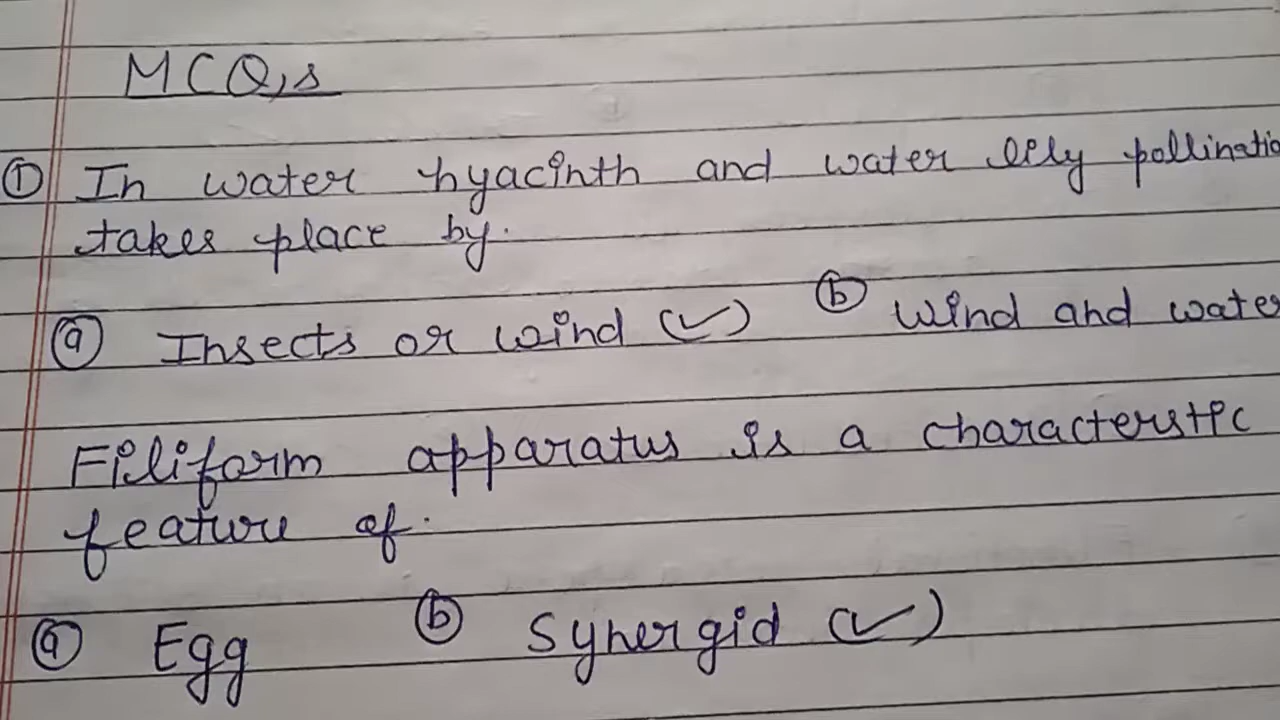 MCQ,s
① In water hyacinth and water lily pollinatio
takes place by.
ⓐ Insects or wind (✓) ⓑ Wind and water
Filiform apparatus is a characterstic
feature of.
ⓐ Egg ⓑ Synergid (✓)